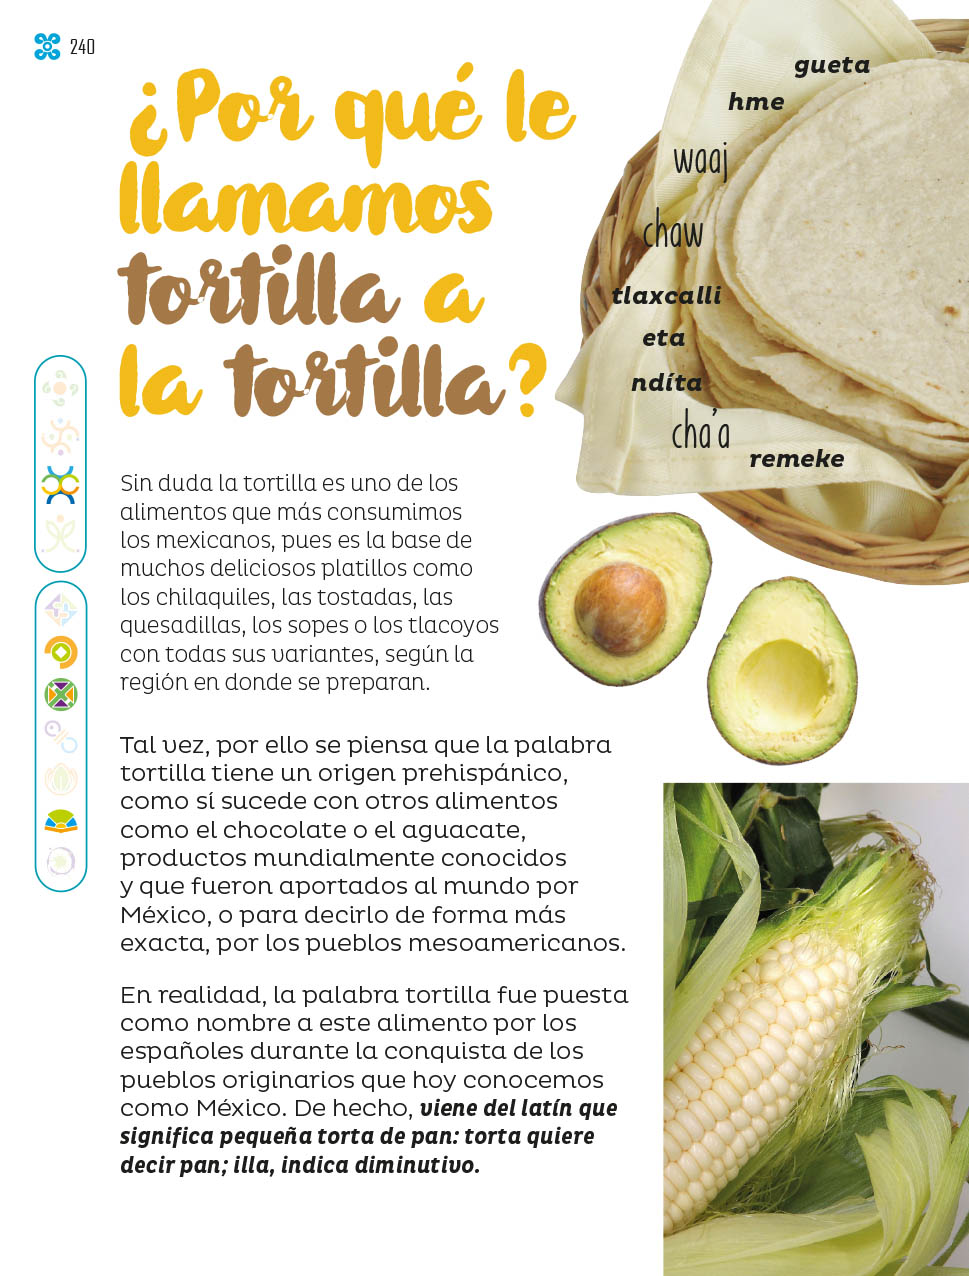 240
¿Por qué le
llamamos
tortilla a
la tortilla?
gueta
hme
waaj
chaw
tlaxcalli
eta
ndíta
cha’a
remeke
Sin duda la tortilla es uno de los
alimentos que más consumimos
los mexicanos, pues es la base de
muchos deliciosos platillos como
los chilaquiles, las tostadas, las
quesadillas, los sopes o los tlacoyos
con todas sus variantes, según la
región en donde se preparan.
Tal vez, por ello se piensa que la palabra
tortilla tiene un origen prehispánico,
como sí sucede con otros alimentos
como el chocolate o el aguacate,
productos mundialmente conocidos
y que fueron aportados al mundo por
México, o para decirlo de forma más
exacta, por los pueblos mesoamericanos.
En realidad, la palabra tortilla fue puesta
como nombre a este alimento por los
españoles durante la conquista de los
pueblos originarios que hoy conocemos
como México. De hecho, viene del latín que
significa pequeña torta de pan: torta quiere
decir pan; illa, indica diminutivo.